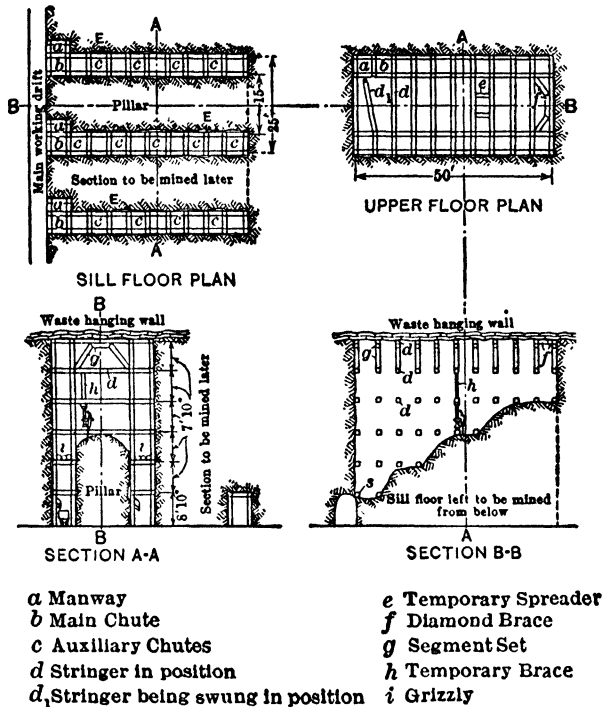 A
E
a
b c c c c c
B Pillar
15'
25'
a E
b c c c c c
Main working drift
Section to be mined later
a E
b c c c c c
A
SILL FLOOR PLAN
A
a b
d₁ d e f
B
50'
UPPER FLOOR PLAN
B
Waste hanging wall
g
d
h
i i
Pillar
7' 10"
8' 10"
Section to be mined later
B
SECTION A-A
Waste hanging wall
g d f
d h
d
s
Sill floor left to be mined
from below
A
SECTION B-B
a Manway
b Main Chute
c Auxiliary Chutes
d Stringer in position
d₁ Stringer being swung in position
e Temporary Spreader
f Diamond Brace
g Segment Set
h Temporary Brace
i Grizzly